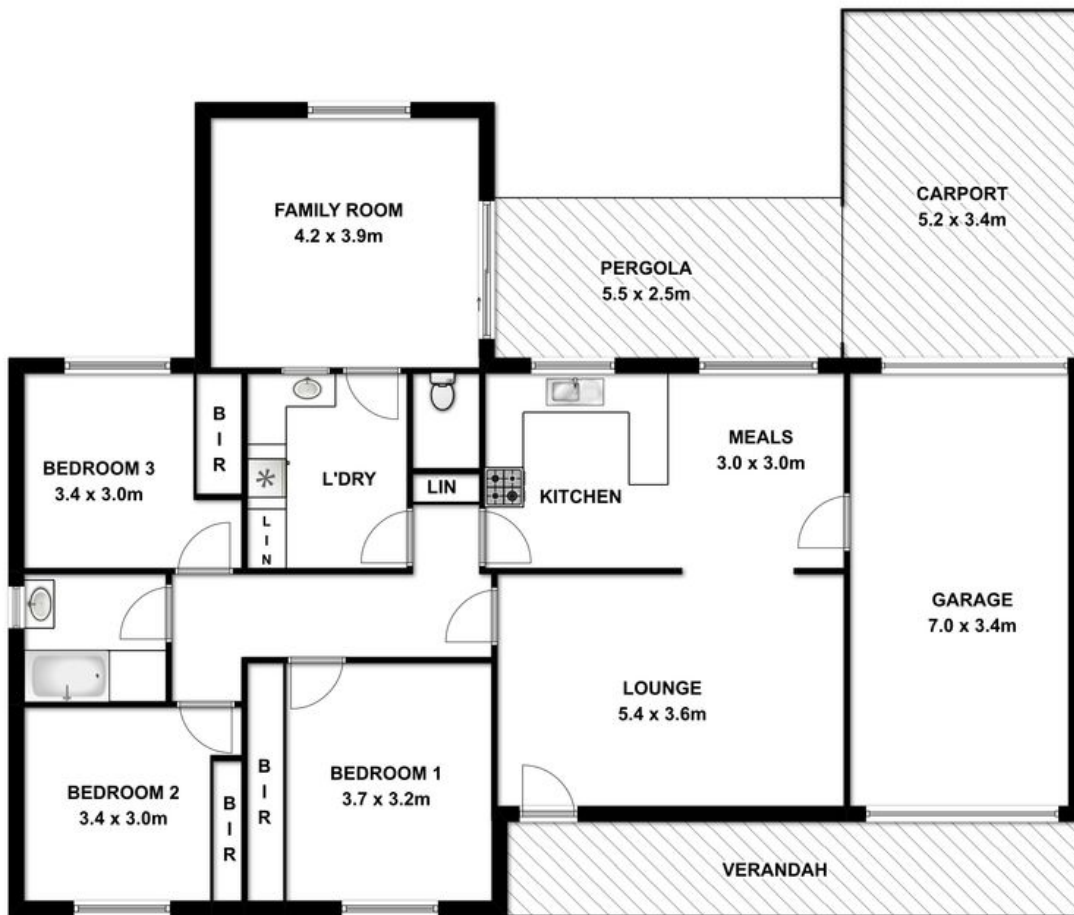 CARPORT
5.2 x 3.4m
FAMILY ROOM
4.2 x 3.9m
PERGOLA
5.5 x 2.5m
B
I
R
BEDROOM 3
3.4 x 3.0m
L'DRY
LIN
L
I
N
KITCHEN
MEALS
3.0 x 3.0m
GARAGE
7.0 x 3.4m
LOUNGE
5.4 x 3.6m
BEDROOM 2
3.4 x 3.0m
B
I
R
B
I
R
BEDROOM 1
3.7 x 3.2m
VERANDAH